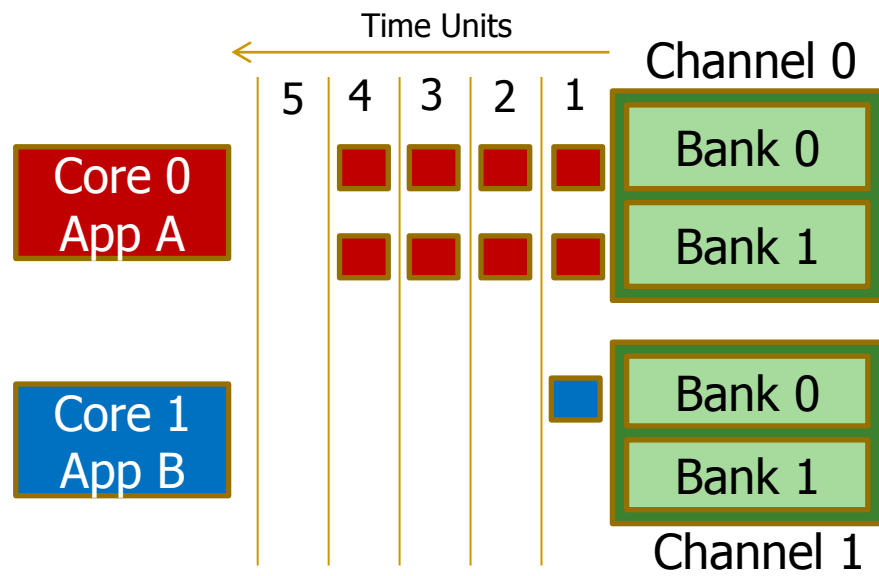 Time Units
Channel 0
5 4 3 2 1
Core 0
App A
Bank 0
Bank 1
Core 1
App B
Bank 0
Bank 1
Channel 1